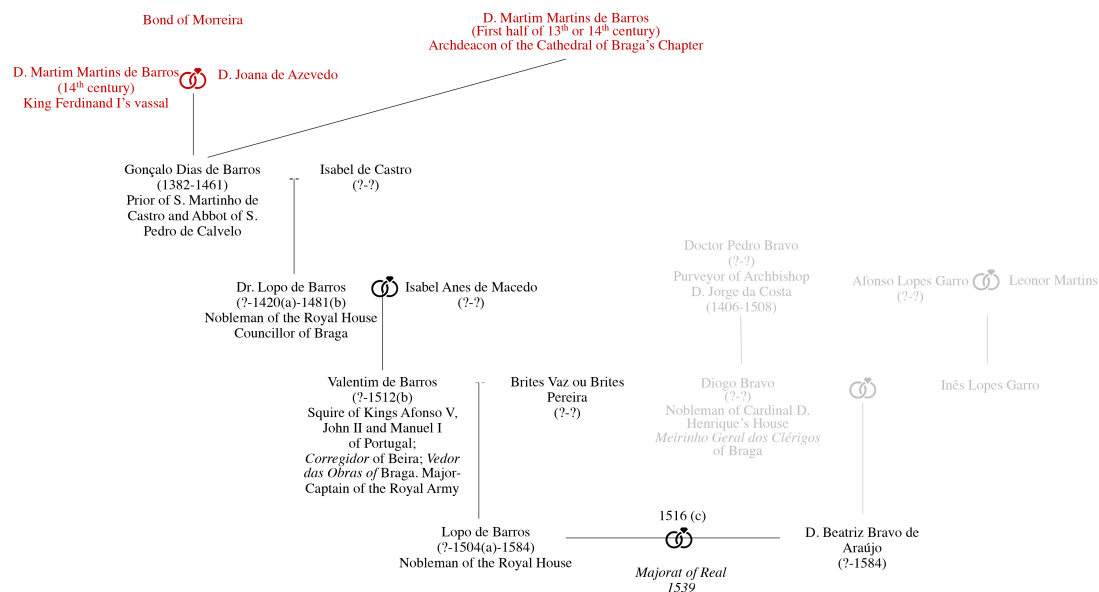 Bond of Morreira
D. Martim Martins de Barros
(First half of 13th or 14th century)
Archdeacon of the Cathedral of Braga's Chapter
D. Martim Martins de Barros
(14th century)
King Ferdinand I's vassal
D. Joana de Azevedo
Gonçalo Dias de Barros
(1382-1461)
Prior of S. Martinho de
Castro and Abbot of S.
Pedro de Calvelo
Isabel de Castro
(?-?)
Doctor Pedro Bravo
(?-?)
Purveyor of Archbishop
D. Jorge da Costa
(1406-1508)
Afonso Lopes Garro
(?-?)
Leonor Martins
Dr. Lopo de Barros
(?-1420(a)-1481(b)
Nobleman of the Royal House
Councillor of Braga
Isabel Anes de Macedo
(?-?)
Valentim de Barros
(?-1512(b)
Squire of Kings Afonso V,
John II and Manuel I
of Portugal;
Corregidor of Beira; Vedor
das Obras of Braga. Major-
Captain of the Royal Army
Brites Vaz ou Brites
Pereira
(?-?)
Diogo Bravo
(?-?)
Nobleman of Cardinal D.
Henrique's House
Meirinho Geral dos Clérigos
of Braga
Inês Lopes Garro
Lopo de Barros
(?-1504(a)-1584)
Nobleman of the Royal House
1516 (c)
Majorat of Real
1539
D. Beatriz Bravo de
Araújo
(?-1584)